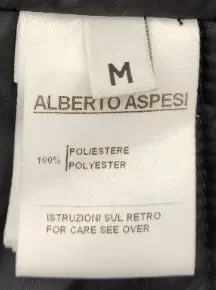 M
ALBERTO ASPESI
100% POLIESTERE
POLYESTER
ISTRUZIONI SUL RETRO
FOR CARE SEE OVER